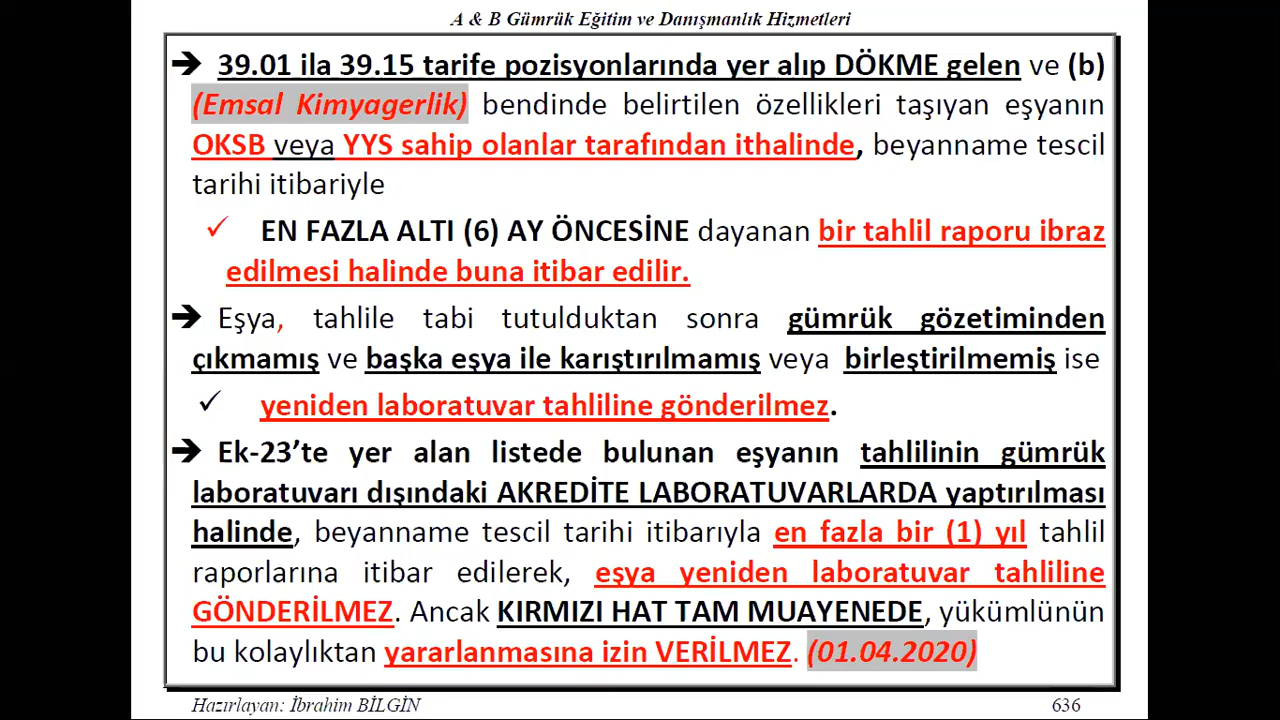 A & B Gümrük Eğitim ve Danışmanlık Hizmetleri
➔ 39.01 ila 39.15 tarife pozisyonlarında yer alıp DÖKME gelen ve (b)
(Emsal Kimyagerlik) bendinde belirtilen özellikleri taşıyan eşyanın
OKSB veya YYS sahip olanlar tarafından ithalinde, beyanname tescil
tarihi itibariyle
✓ EN FAZLA ALTI (6) AY ÖNCESİNE dayanan bir tahlil raporu ibraz
edilmesi halinde buna itibar edilir.
➔ Eşya, tahlile tabi tutulduktan sonra gümrük gözetiminden
çıkmamış ve başka eşya ile karıştırılmamış veya birleştirilmemiş ise
✓ yeniden laboratuvar tahliline gönderilmez.
➔ Ek-23’te yer alan listede bulunan eşyanın tahlilinin gümrük
laboratuvarı dışındaki AKREDİTE LABORATUVARLARDA yaptırılması
halinde, beyanname tescil tarihi itibarıyla en fazla bir (1) yıl tahlil
raporlarına itibar edilerek, eşya yeniden laboratuvar tahliline
GÖNDERİLMEZ. Ancak KIRMIZI HAT TAM MUAYENEDE, yükümlünün
bu kolaylıktan yararlanmasına izin VERİLMEZ. (01.04.2020)
Hazırlayan: İbrahim BİLGİN 636